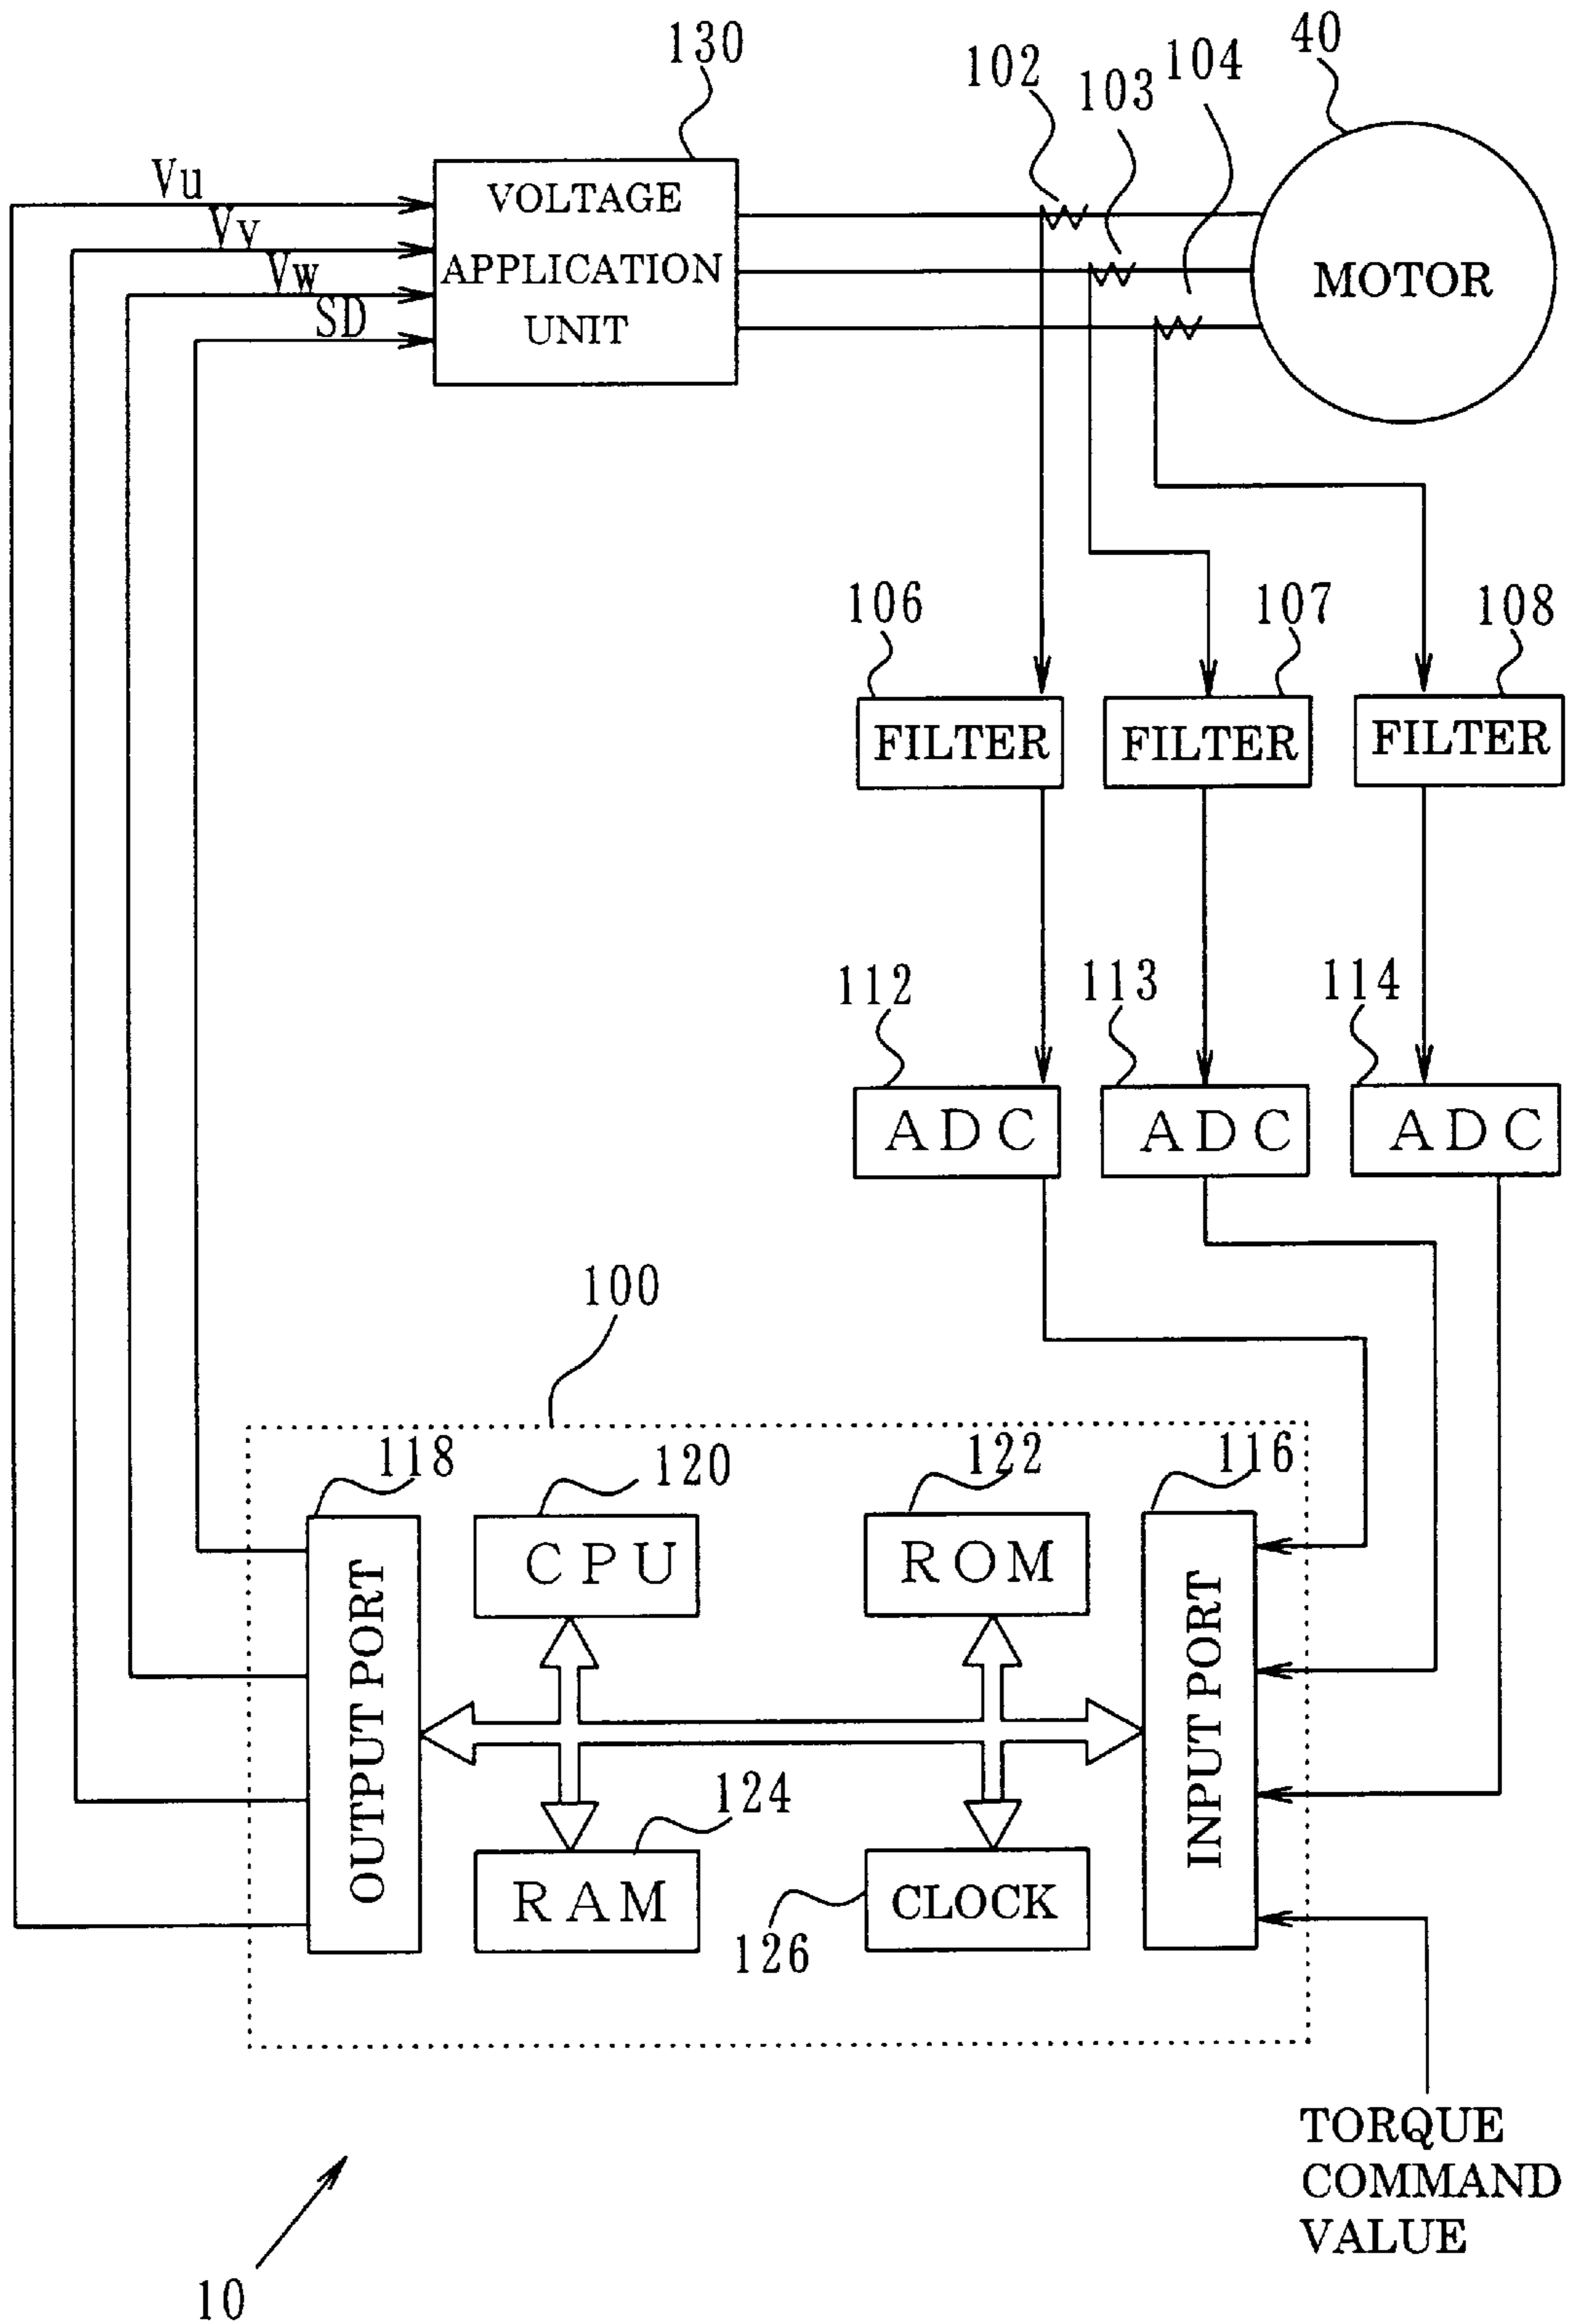 130
102
103
104
40
Vu
Vv
Vw
SD
VOLTAGE
APPLICATION
UNIT
MOTOR
106
107
108
FILTER
FILTER
FILTER
112
113
114
ADC
ADC
ADC
100
118
120
122
116
OUTPUT PORT
CPU
ROM
INPUT PORT
124
RAM
CLOCK
126
TORQUE
COMMAND
VALUE
10